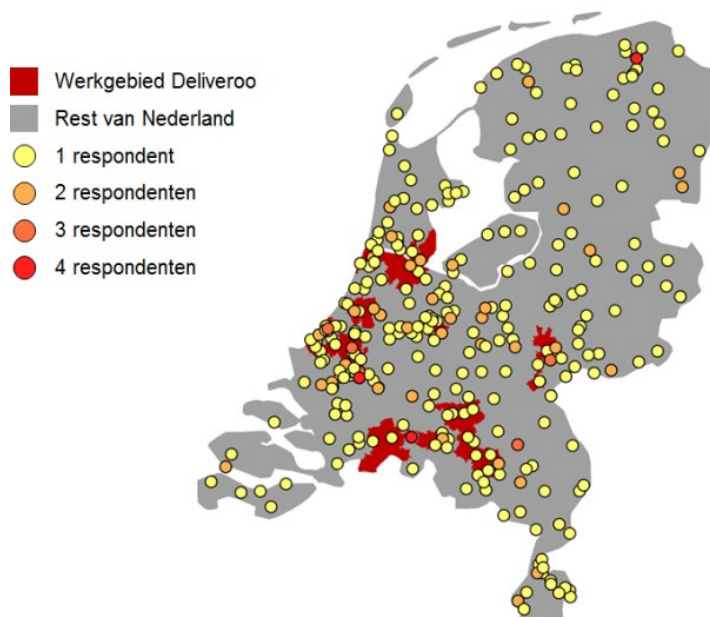 Werkgebied Deliveroo
Rest van Nederland
1 respondent
2 respondenten
3 respondenten
4 respondenten